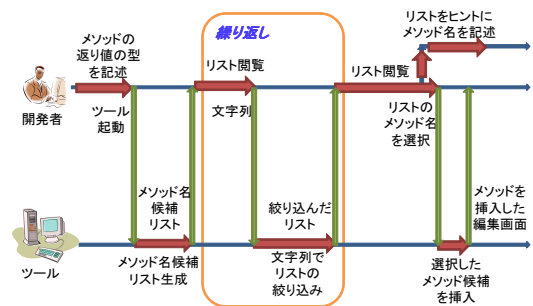 繰り返し
リストをヒントに
メソッド名を記述
メソッドの
返り値の型
を記述
リスト閲覧
リスト閲覧
開発者
ツール
起動
文字列
リストの
メソッド名
を選択
メソッド名
候補
リスト
絞り込んだ
リスト
メソッドを
挿入した
編集画面
ツール
メソッド名候補
リスト生成
文字列で
リストの
絞り込み
選択した
メソッド候補
を挿入